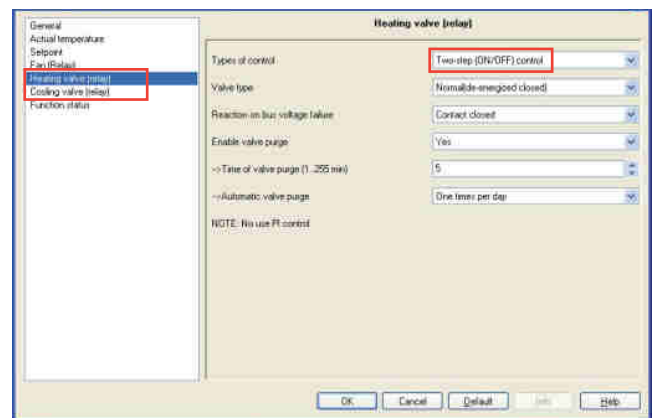 General
Actual temperature
Setpoint
Fan (Relay)
Heating valve (relay)
Cooling valve (relay)
Function status
Heating valve (relay)
Types of control Two-step (ON/OFF) control
Valve type Normal(de-energized closed)
Reaction on bus voltage failure Contact closed
Enable valve purge Yes
->Time of valve purge (1..255 min) 5
->Automatic valve purge One times per day
NOTE: No use PI control
OK Cancel Default Info Help